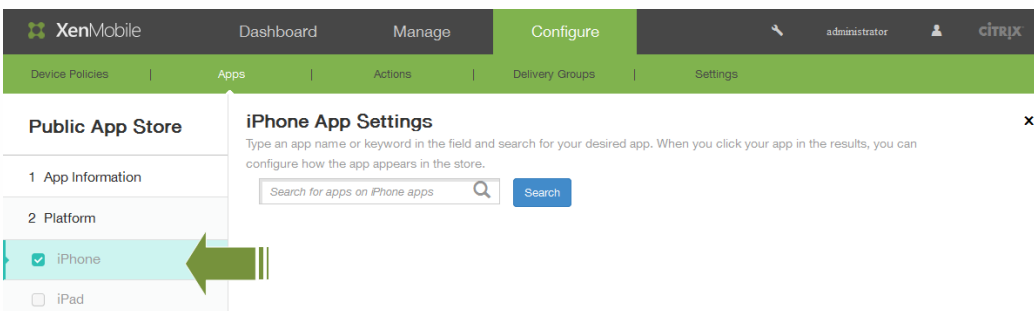 XenMobile Dashboard Manage Configure administrator CİTRIX
Device Policies | Apps | Actions | Delivery Groups | Settings
Public App Store
1 App Information
2 Platform
iPhone
iPad
iPhone App Settings
x
Type an app name or keyword in the field and search for your desired app. When you click your app in the results, you can
configure how the app appears in the store.
Search for apps on iPhone apps Search